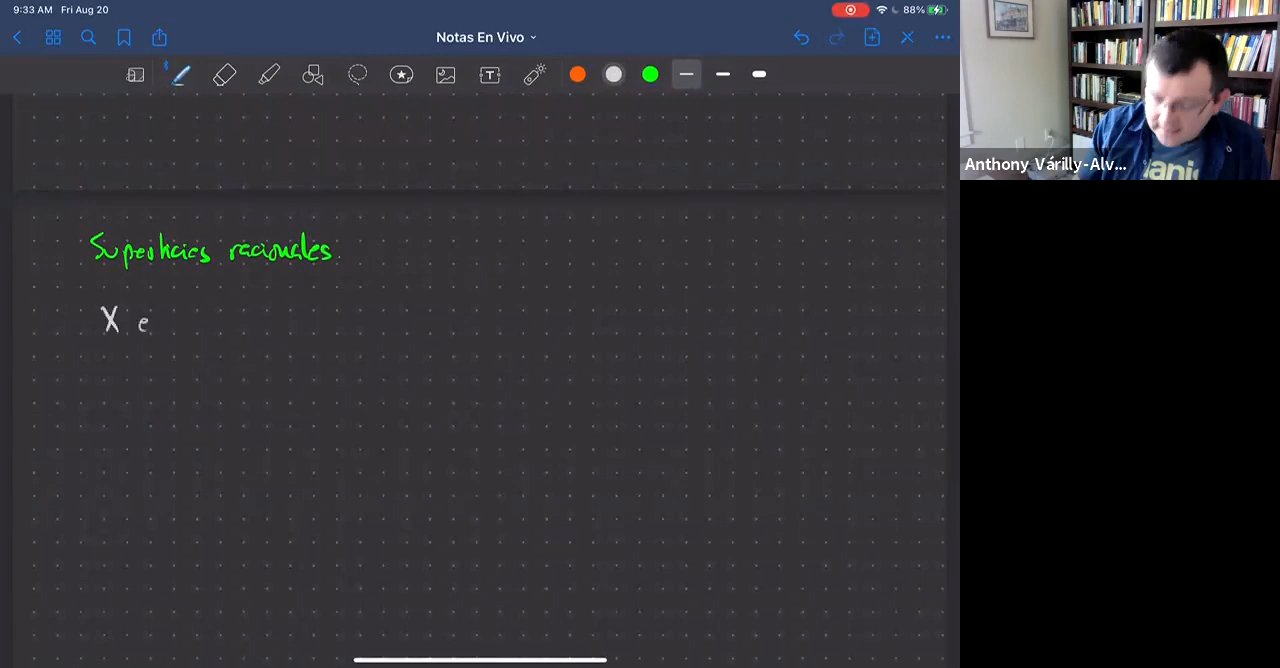 9:33 AM Fri Aug 20
88%
Notas En Vivo
T
Anthony Várilly-Alv...
Superficies racionales.
X e